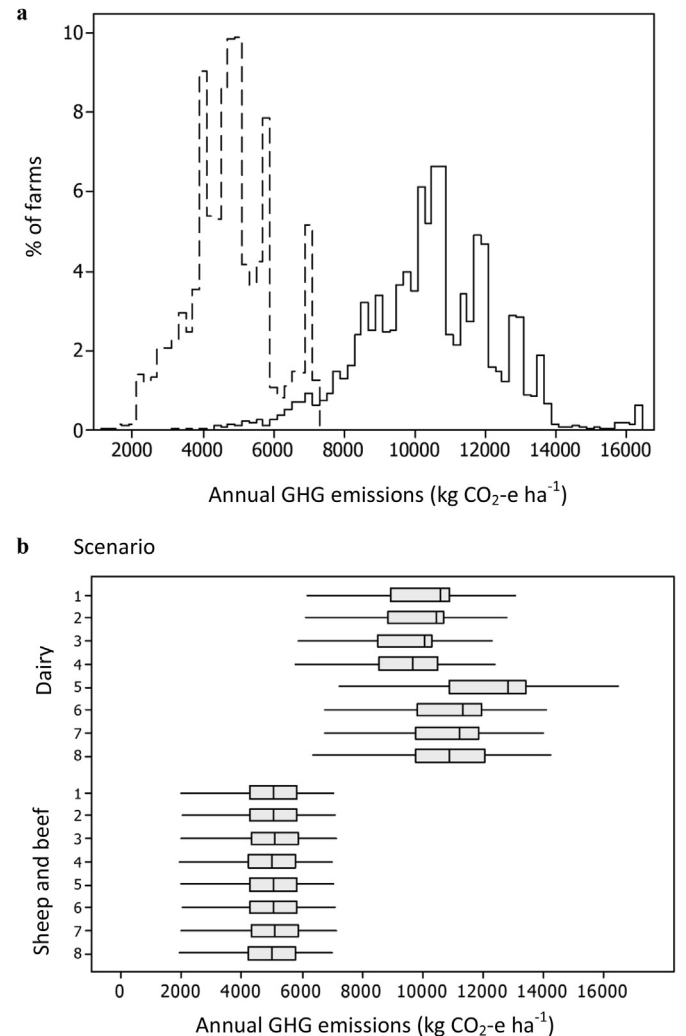 a
10
8
6
4
2
0
% of farms
2000 4000 6000 8000 10000 12000 14000 16000
Annual GHG emissions (kg CO₂-e ha⁻¹)
b Scenario
Dairy
1
2
3
4
5
6
7
8
Sheep and beef
1
2
3
4
5
6
7
8
0 2000 4000 6000 8000 10000 12000 14000 16000
Annual GHG emissions (kg CO₂-e ha⁻¹)